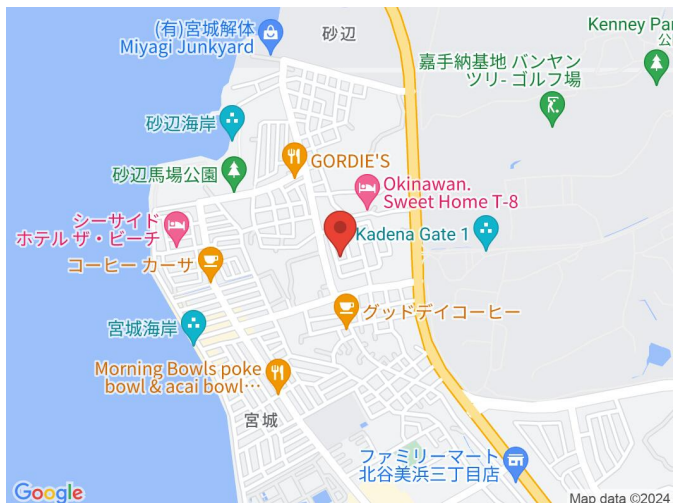 (有)宮城解体
Miyagi Junkyard
砂辺
Kenney Par
公
嘉手納基地 バンヤン
ツリ- ゴルフ場
砂辺海岸
GORDIE'S
砂辺馬場公園
Okinawan.
Sweet Home T-8
シーサイド
ホテル ザ・ビーチ
Kadena Gate 1
コーヒー カーサ
グッドデイコーヒー
宮城海岸
Morning Bowls poke
bowl & acai bowl…
宮城
ファミリーマート
北谷美浜三丁目店
Google
Map data ©2024